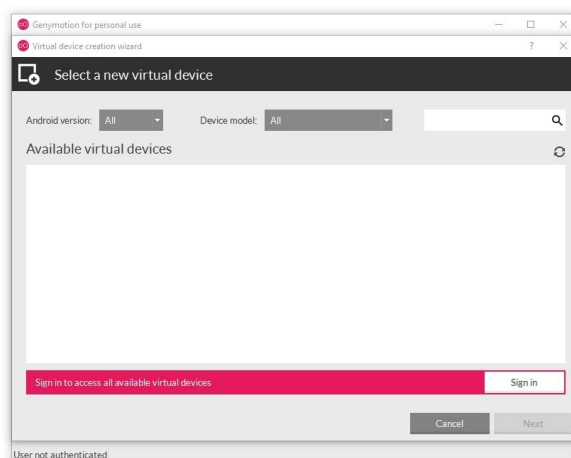 Genymotion for personal use
Virtual device creation wizard
Select a new virtual device
Android version: All Device model: All
Available virtual devices
Sign in to access all available virtual devices Sign in
Cancel Next
User not authenticated